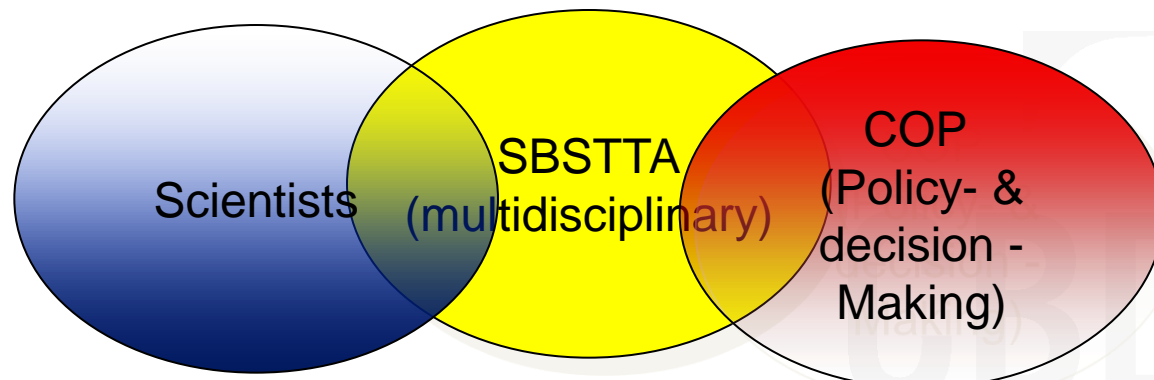 Scientists
SBSTTA
(multidisciplinary)
COP
(Policy- &
decision -
Making)